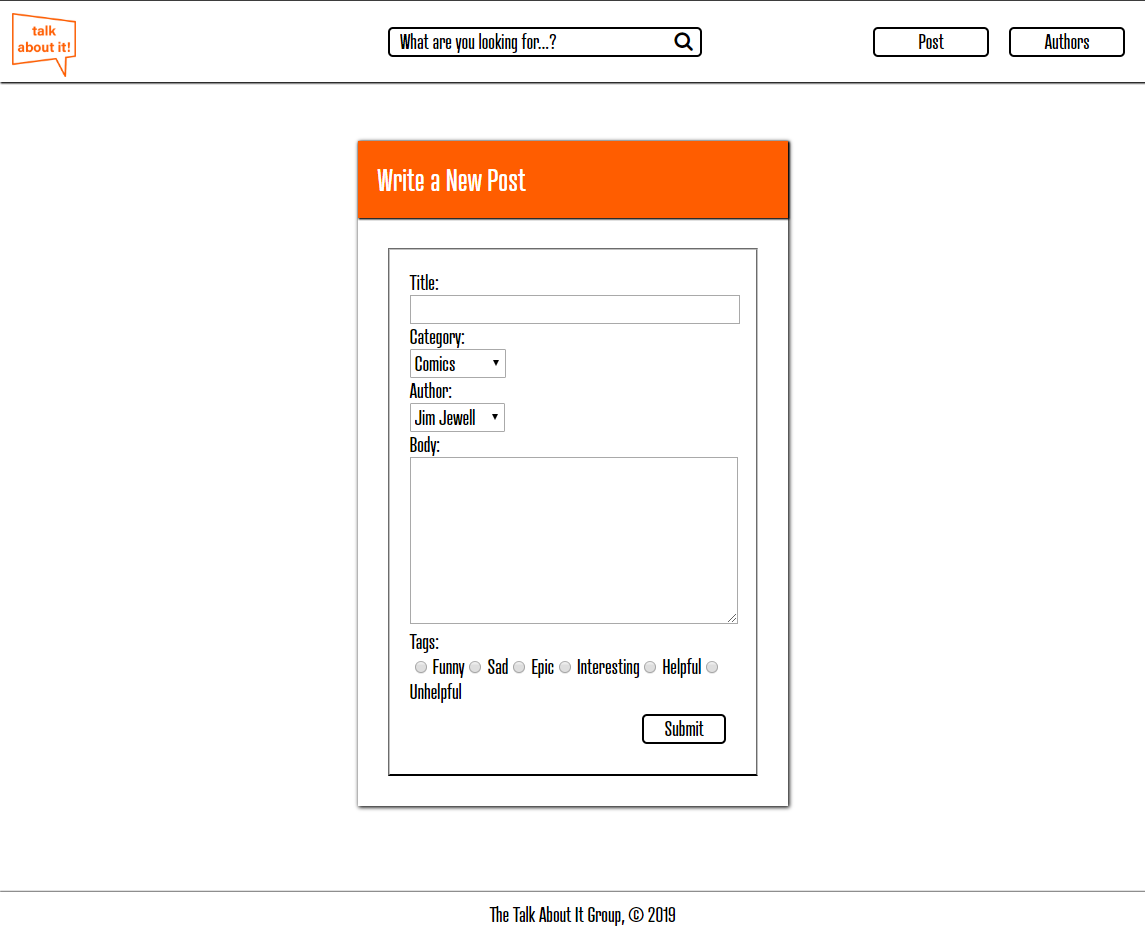 talk
about it!
What are you looking for...?
Post
Authors
Write a New Post
Title:
Category:
Comics
Author:
Jim Jewell
Body:
Tags:
Funny Sad Epic Interesting Helpful
Unhelpful
Submit
The Talk About It Group, © 2019